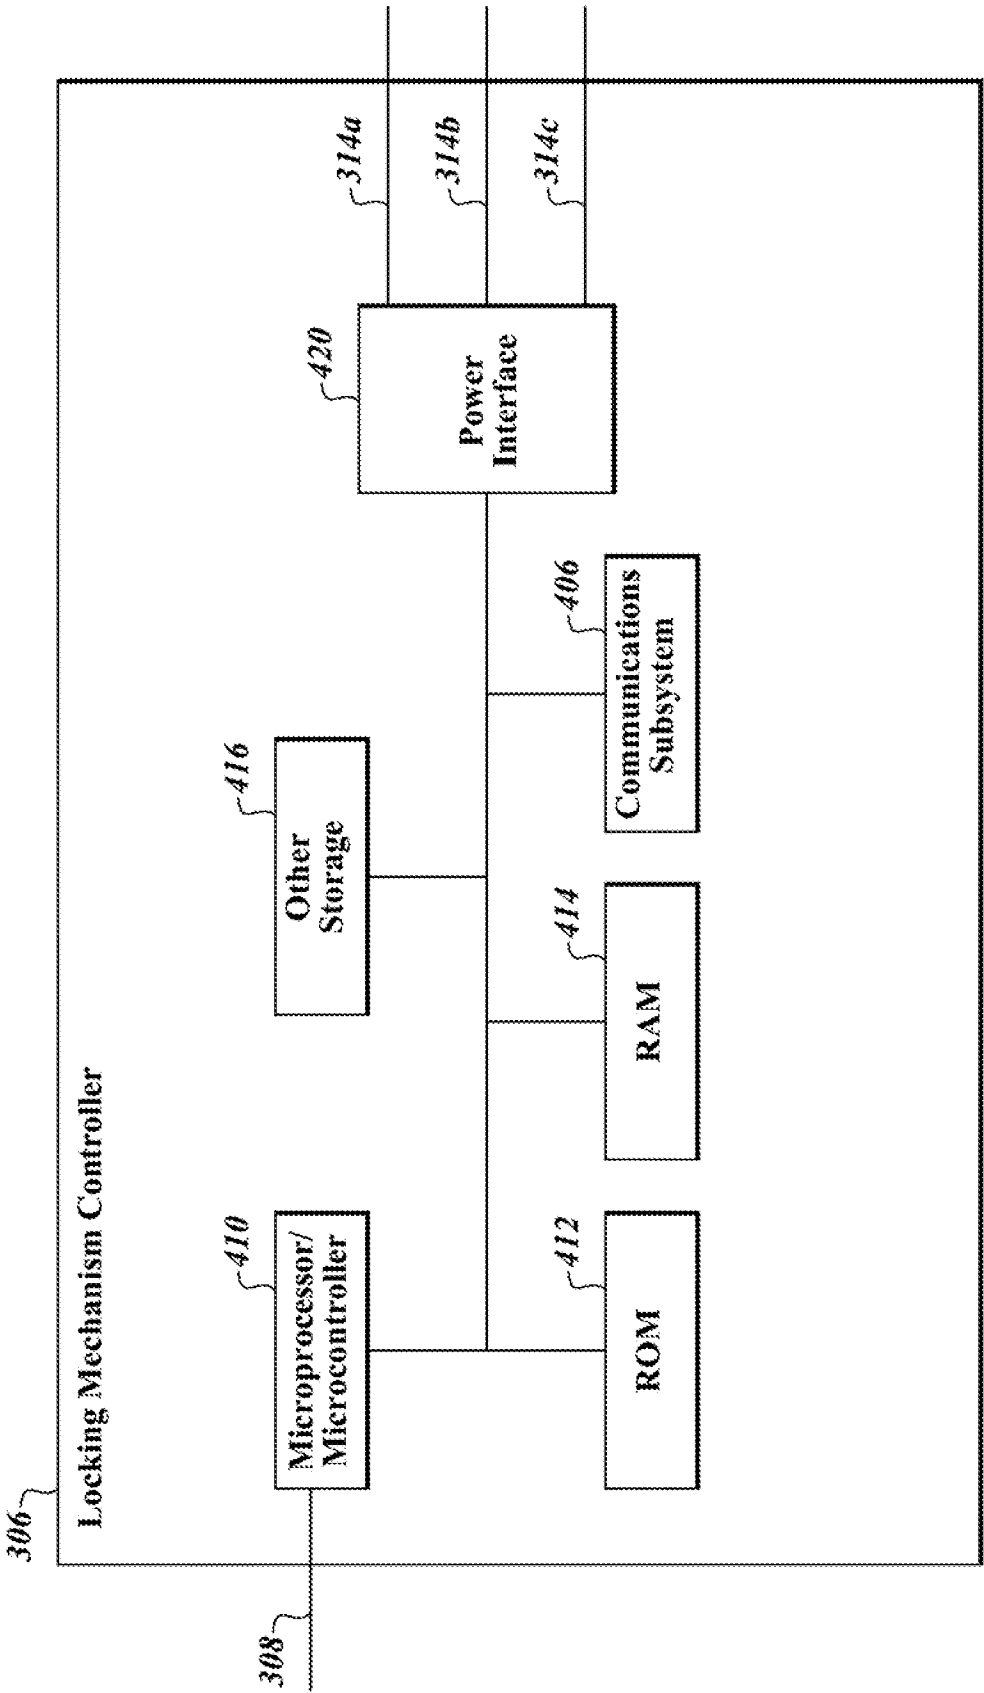 306
Locking Mechanism Controller
308
410
Microprocessor/
Microcontroller
416
Other
Storage
420
Power
Interface
314a
314b
314c
412
ROM
414
RAM
406
Communications
Subsystem